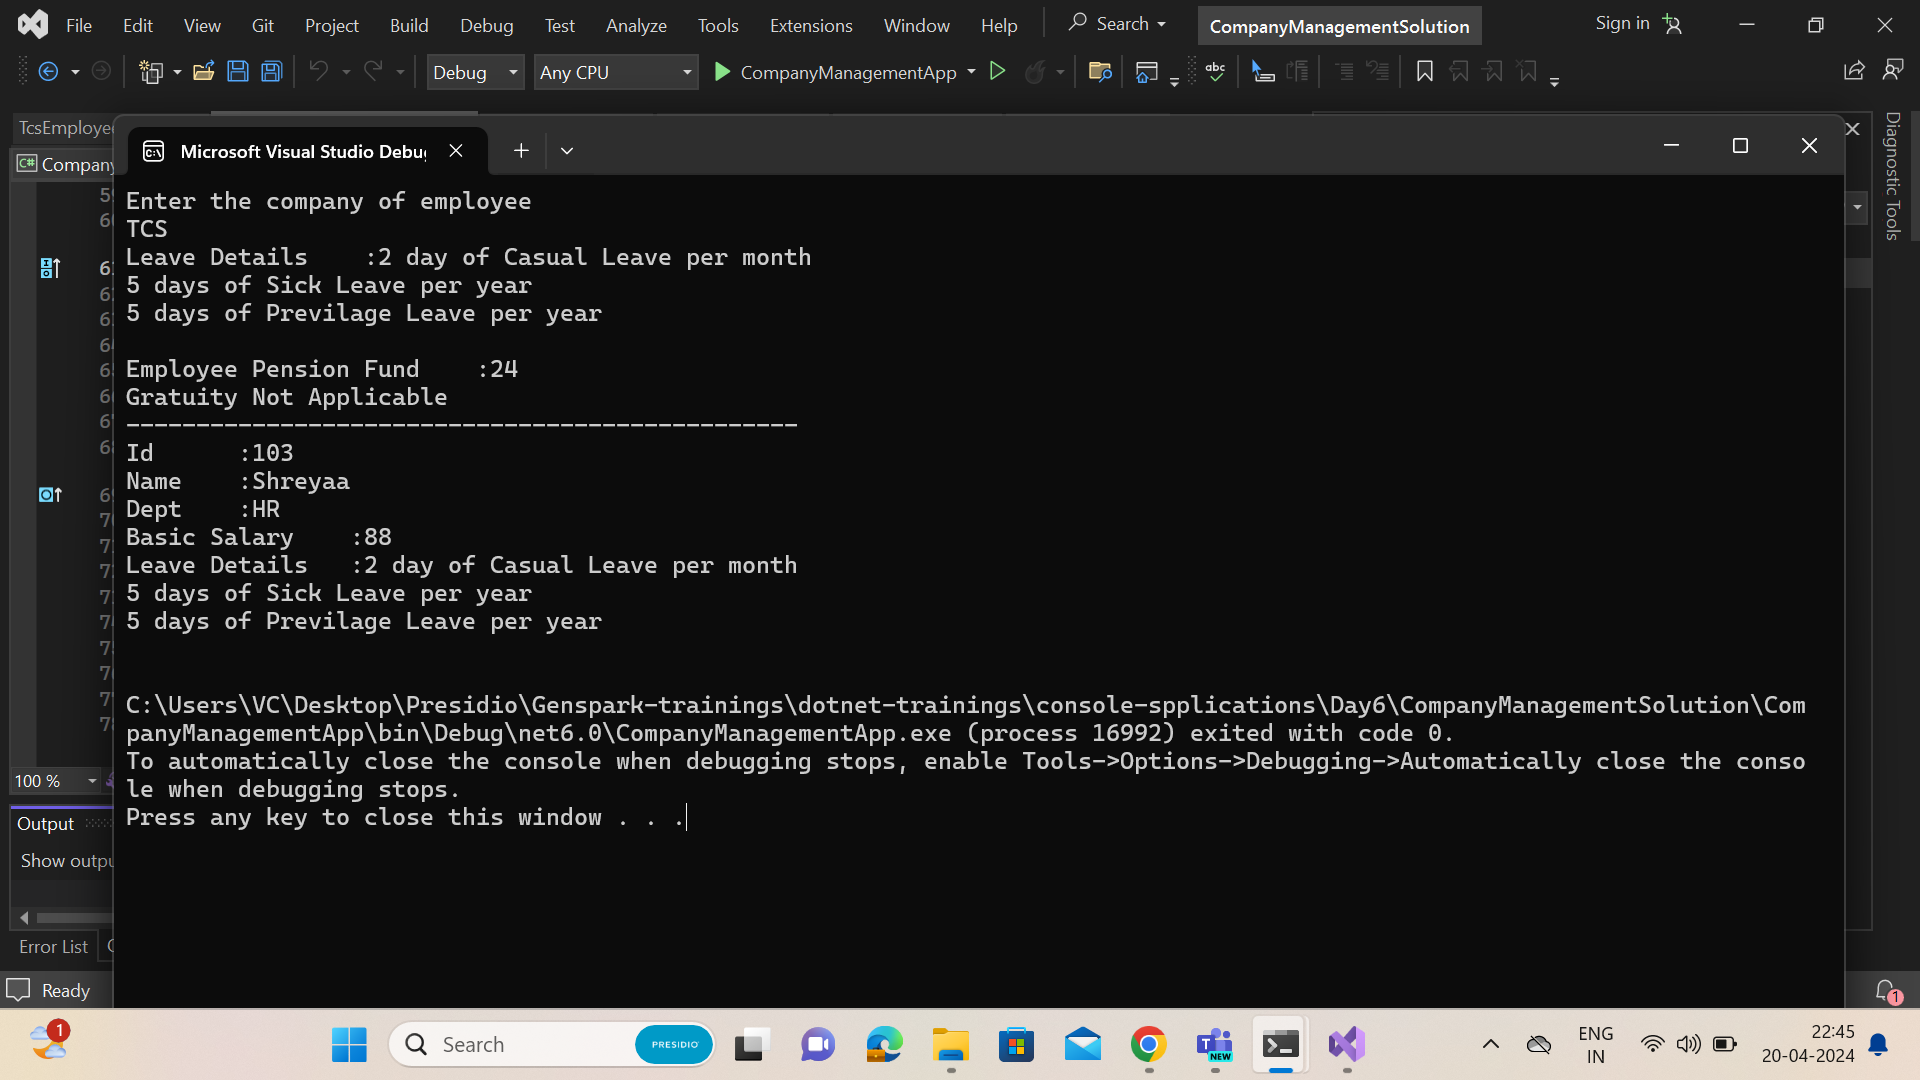 File Edit View Git Project Build Debug Test Analyze Tools Extensions Window Help Search CompanyManagementSolution Sign in
Debug Any CPU CompanyManagementApp abc
TcsEmploye
Microsoft Visual Studio Debu
C# Company
Diagnostic Tools
Enter the company of employee
TCS
Leave Details    :2 day of Casual Leave per month
5 days of Sick Leave per year
5 days of Previlage Leave per year
Employee Pension Fund    :24
Gratuity Not Applicable
------------------------------------------------
Id      :103
Name    :Shreyaa
Dept    :HR
Basic Salary    :88
Leave Details   :2 day of Casual Leave per month
5 days of Sick Leave per year
5 days of Previlage Leave per year
C:\Users\VC\Desktop\Presidio\Genspark-trainings\dotnet-trainings\console-spplications\Day6\CompanyManagementSolution\Com
panyManagementApp\bin\Debug\net6.0\CompanyManagementApp.exe (process 16992) exited with code 0.
To automatically close the console when debugging stops, enable Tools->Options->Debugging->Automatically close the conso
le when debugging stops.
Press any key to close this window . . .
100 %
Output
Show outpu
Error List
Ready
1
1
Search PRESIDIO
NEW
ENG
IN
22:45
20-04-2024